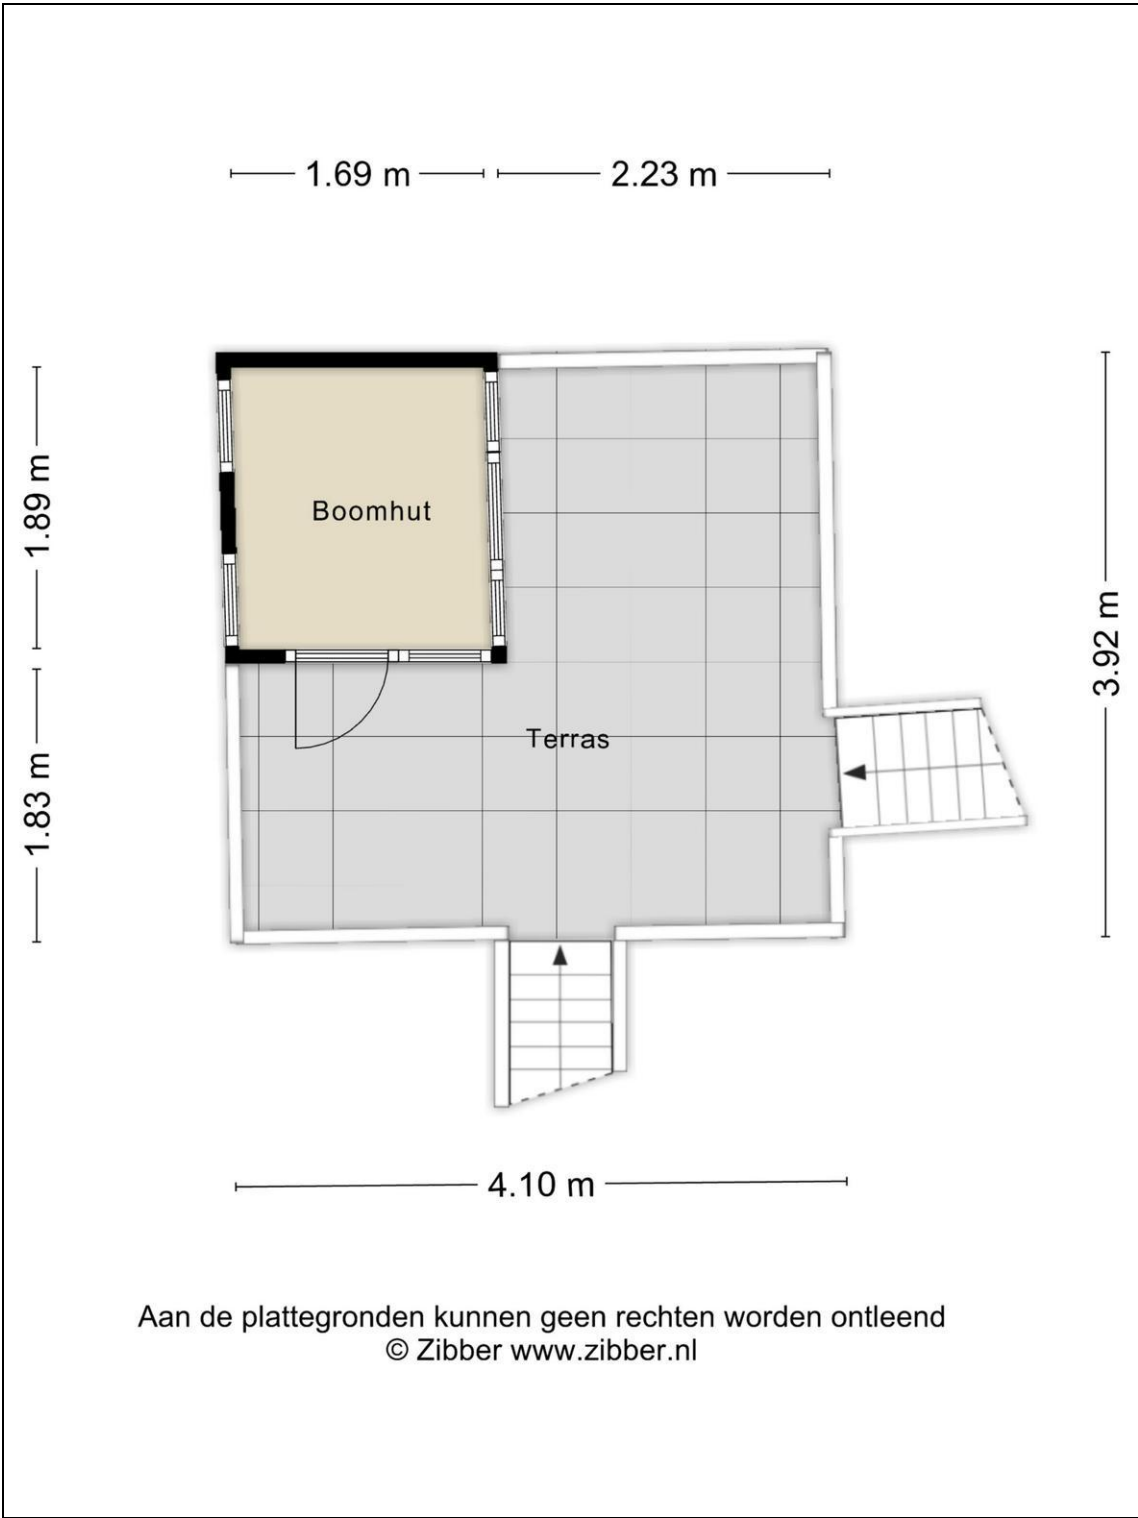 1.69 m
2.23 m
1.89 m
Boomhut
3.92 m
Terras
1.83 m
4.10 m
Aan de plattegronden kunnen geen rechten worden ontleend
© Zibber www.zibber.nl